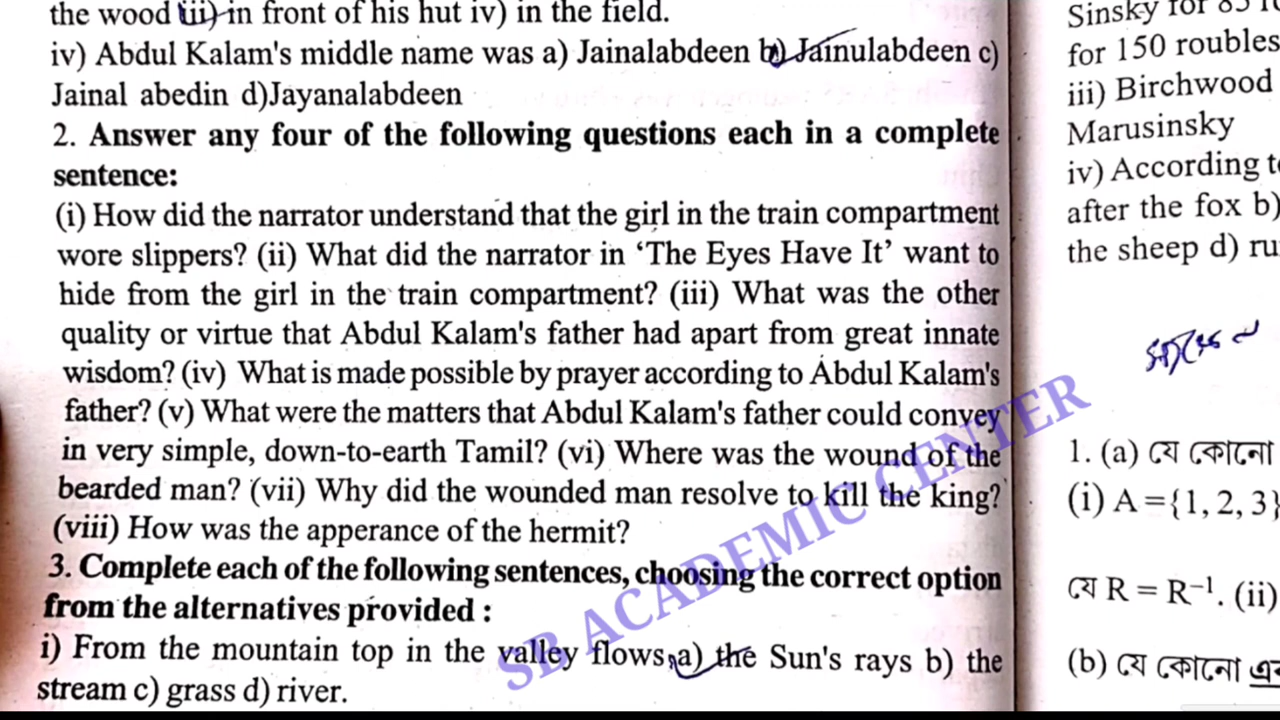 the wood iii) in front of his hut iv) in the field.
iv) Abdul Kalam's middle name was a) Jainalabdeen b) Jainulabdeen c)
Jainal abedin d)Jayanalabdeen
2. Answer any four of the following questions each in a complete
sentence:
(i) How did the narrator understand that the girl in the train compartment
wore slippers? (ii) What did the narrator in ‘The Eyes Have It’ want to
hide from the girl in the train compartment? (iii) What was the other
quality or virtue that Abdul Kalam's father had apart from great innate
wisdom? (iv) What is made possible by prayer according to Abdul Kalam's
father? (v) What were the matters that Abdul Kalam's father could convey
in very simple, down-to-earth Tamil? (vi) Where was the wound of the
bearded man? (vii) Why did the wounded man resolve to kill the king?
(viii) How was the apperance of the hermit?
3. Complete each of the following sentences, choosing the correct option
from the alternatives provided :
i) From the mountain top in the valley flows a) the Sun's rays b) the
stream c) grass d) river.
SB ACADEMIC CENTER
Sinsky for 85
for 150 roubles
iii) Birchwood
Marusinsky
iv) According
after the fox b)
the sheep d)
1. (a) যে কোনো
(i) A ={1, 2, 3}
যে R = R⁻¹. (ii)
(b) যে কোনো